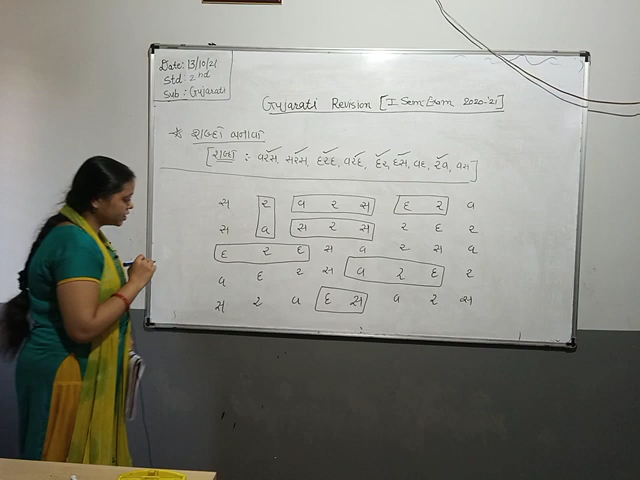 Date: 13/10/21
Std: 2nd
Sub: Gujarati
Gujarati Revision [I Sem Exam 2020-'21]
* શબ્દો બનાવો
[શબ્દો : વરસ, સરસ, દરદ, વરદ, દર, દસ, વદ, રવ, વસ]
સ ર વ ર સ દ ર વ
સ વ સ ર સ ર દ ર
દ ર દ સ વ ર સ વ
વ દ ર સ વ ર દ ર
સ ર વ દ સ વ ર સ